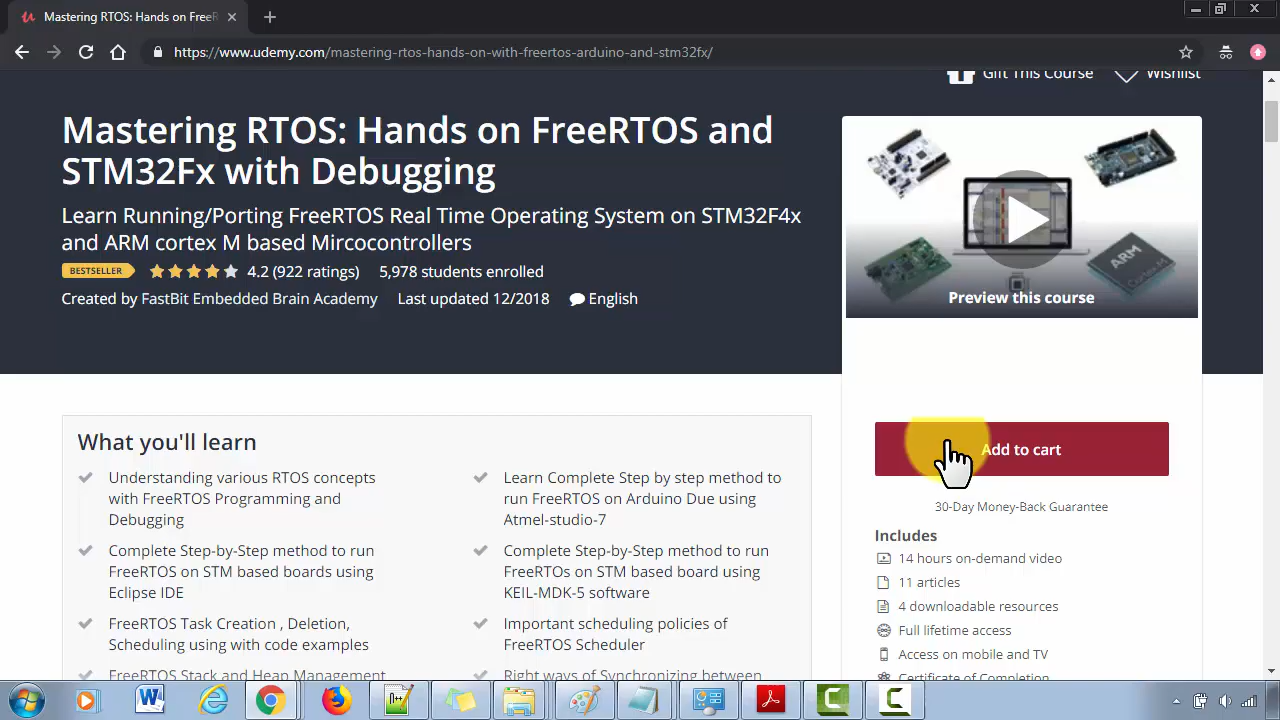 Mastering RTOS: Hands on FreeR
https://www.udemy.com/mastering-rtos-hands-on-with-freertos-arduino-and-stm32fx/
Gift This Course
Wishlist
Mastering RTOS: Hands on FreeRTOS and
STM32Fx with Debugging
Learn Running/Porting FreeRTOS Real Time Operating System on STM32F4x
and ARM cortex M based Mircocontrollers
BESTSELLER
4.2 (922 ratings)
5,978 students enrolled
Created by FastBit Embedded Brain Academy
Last updated 12/2018
English
ARM
Preview this course
Add to cart
30-Day Money-Back Guarantee
Includes
14 hours on-demand video
11 articles
4 downloadable resources
Full lifetime access
Access on mobile and TV
Certificate of Completion
What you'll learn
Understanding various RTOS concepts
with FreeRTOS Programming and
Debugging
Learn Complete Step by step method to
run FreeRTOS on Arduino Due using
Atmel-studio-7
Complete Step-by-Step method to run
FreeRTOS on STM based boards using
Eclipse IDE
Complete Step-by-Step method to run
FreeRTOs on STM based board using
KEIL-MDK-5 software
FreeRTOS Task Creation , Deletion,
Scheduling using with code examples
Important scheduling policies of
FreeRTOS Scheduler
FreeRTOS Stack and Heap Management
Right ways of Synchronizing between